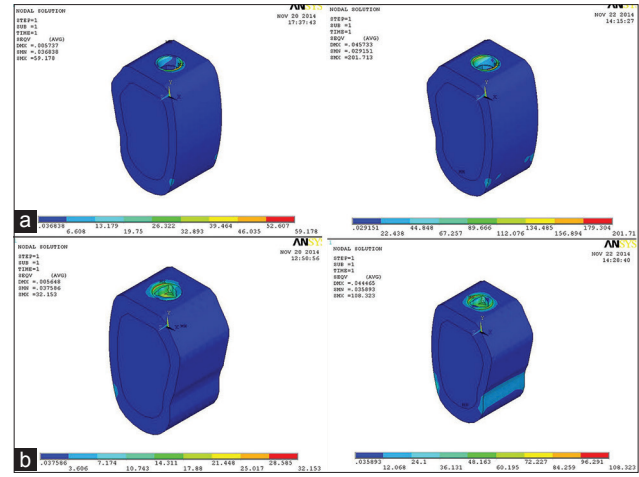 NODAL SOLUTION
STEP=1
SUB =1
TIME=1
SEQV (AVG)
DMX =.005737
SMN =.036838
SMX =59.178
NOV 20 2014
17:37:43
.036838 13.179 26.322 39.464 52.607
6.608 19.75 32.893 46.035 59.178
a
NODAL SOLUTION
STEP=1
SUB =1
TIME=1
SEQV (AVG)
DMX =.045733
SMN =.029151
SMX =201.713
NOV 22 2014
14:15:27
.029151 44.848 89.666 134.485 179.304
22.438 67.257 112.076 156.894 201.71
NODAL SOLUTION
STEP=1
SUB =1
TIME=1
SEQV (AVG)
DMX =.005648
SMN =.037586
SMX =32.153
ANSYS
NOV 20 2014
12:50:56
.037586 7.174 14.311 21.448 28.585
3.606 10.743 17.88 25.017 32.153
b
1
NODAL SOLUTION
STEP=1
SUB =1
TIME=1
SEQV (AVG)
DMX =.044465
SMN =.035893
SMX =108.323
ANSYS
NOV 22 2014
14:28:40
.035893 24.1 48.163 72.227 96.291
12.068 36.131 60.195 84.259 108.323